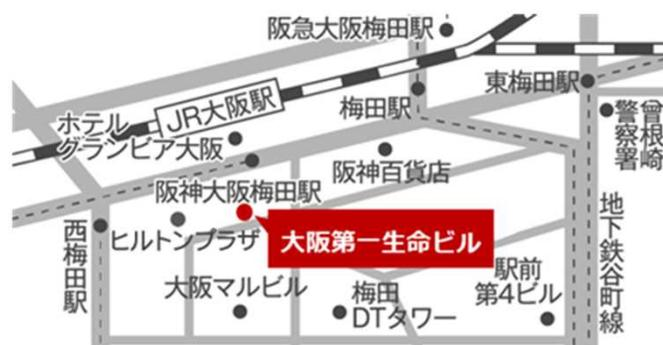 阪急大阪梅田駅
東梅田駅
JR大阪駅
梅田駅
曽根崎
警察署
ホテル
グランビア大阪
阪神百貨店
阪神大阪梅田駅
ヒルトンプラザ
大阪第一生命ビル
西梅田駅
地下鉄谷町線
大阪マルビル
梅田
DTタワー
駅前
第4ビル